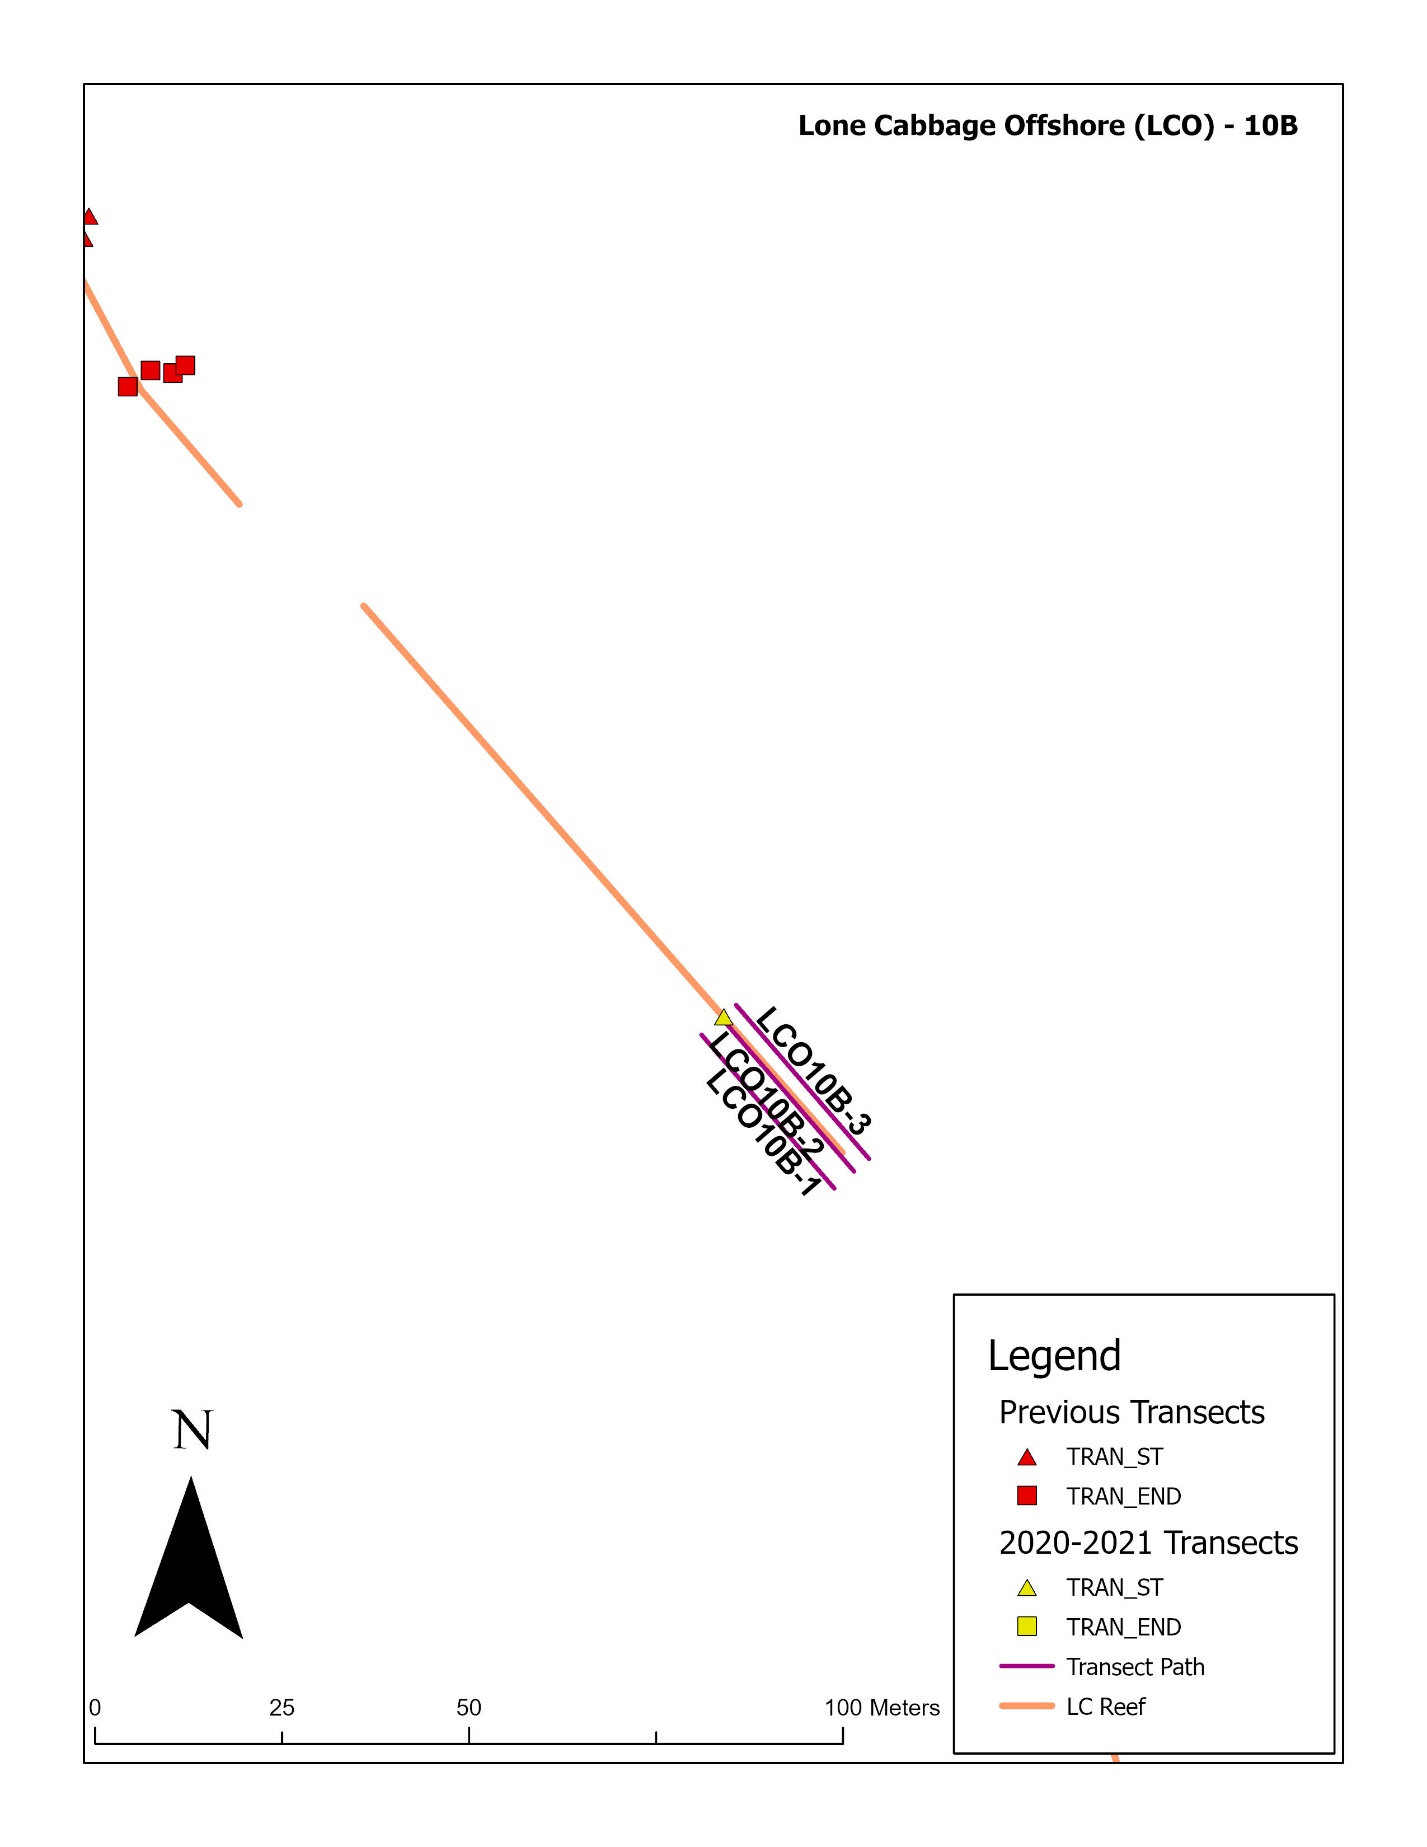 Lone Cabbage Offshore (LCO) - 10B
LCO10B-3
LCO10B-2
LCO10B-1
Legend
Previous Transects
TRAN_ST
TRAN_END
2020-2021 Transects
TRAN_ST
TRAN_END
Transect Path
LC Reef
N
0 25 50 100 Meters